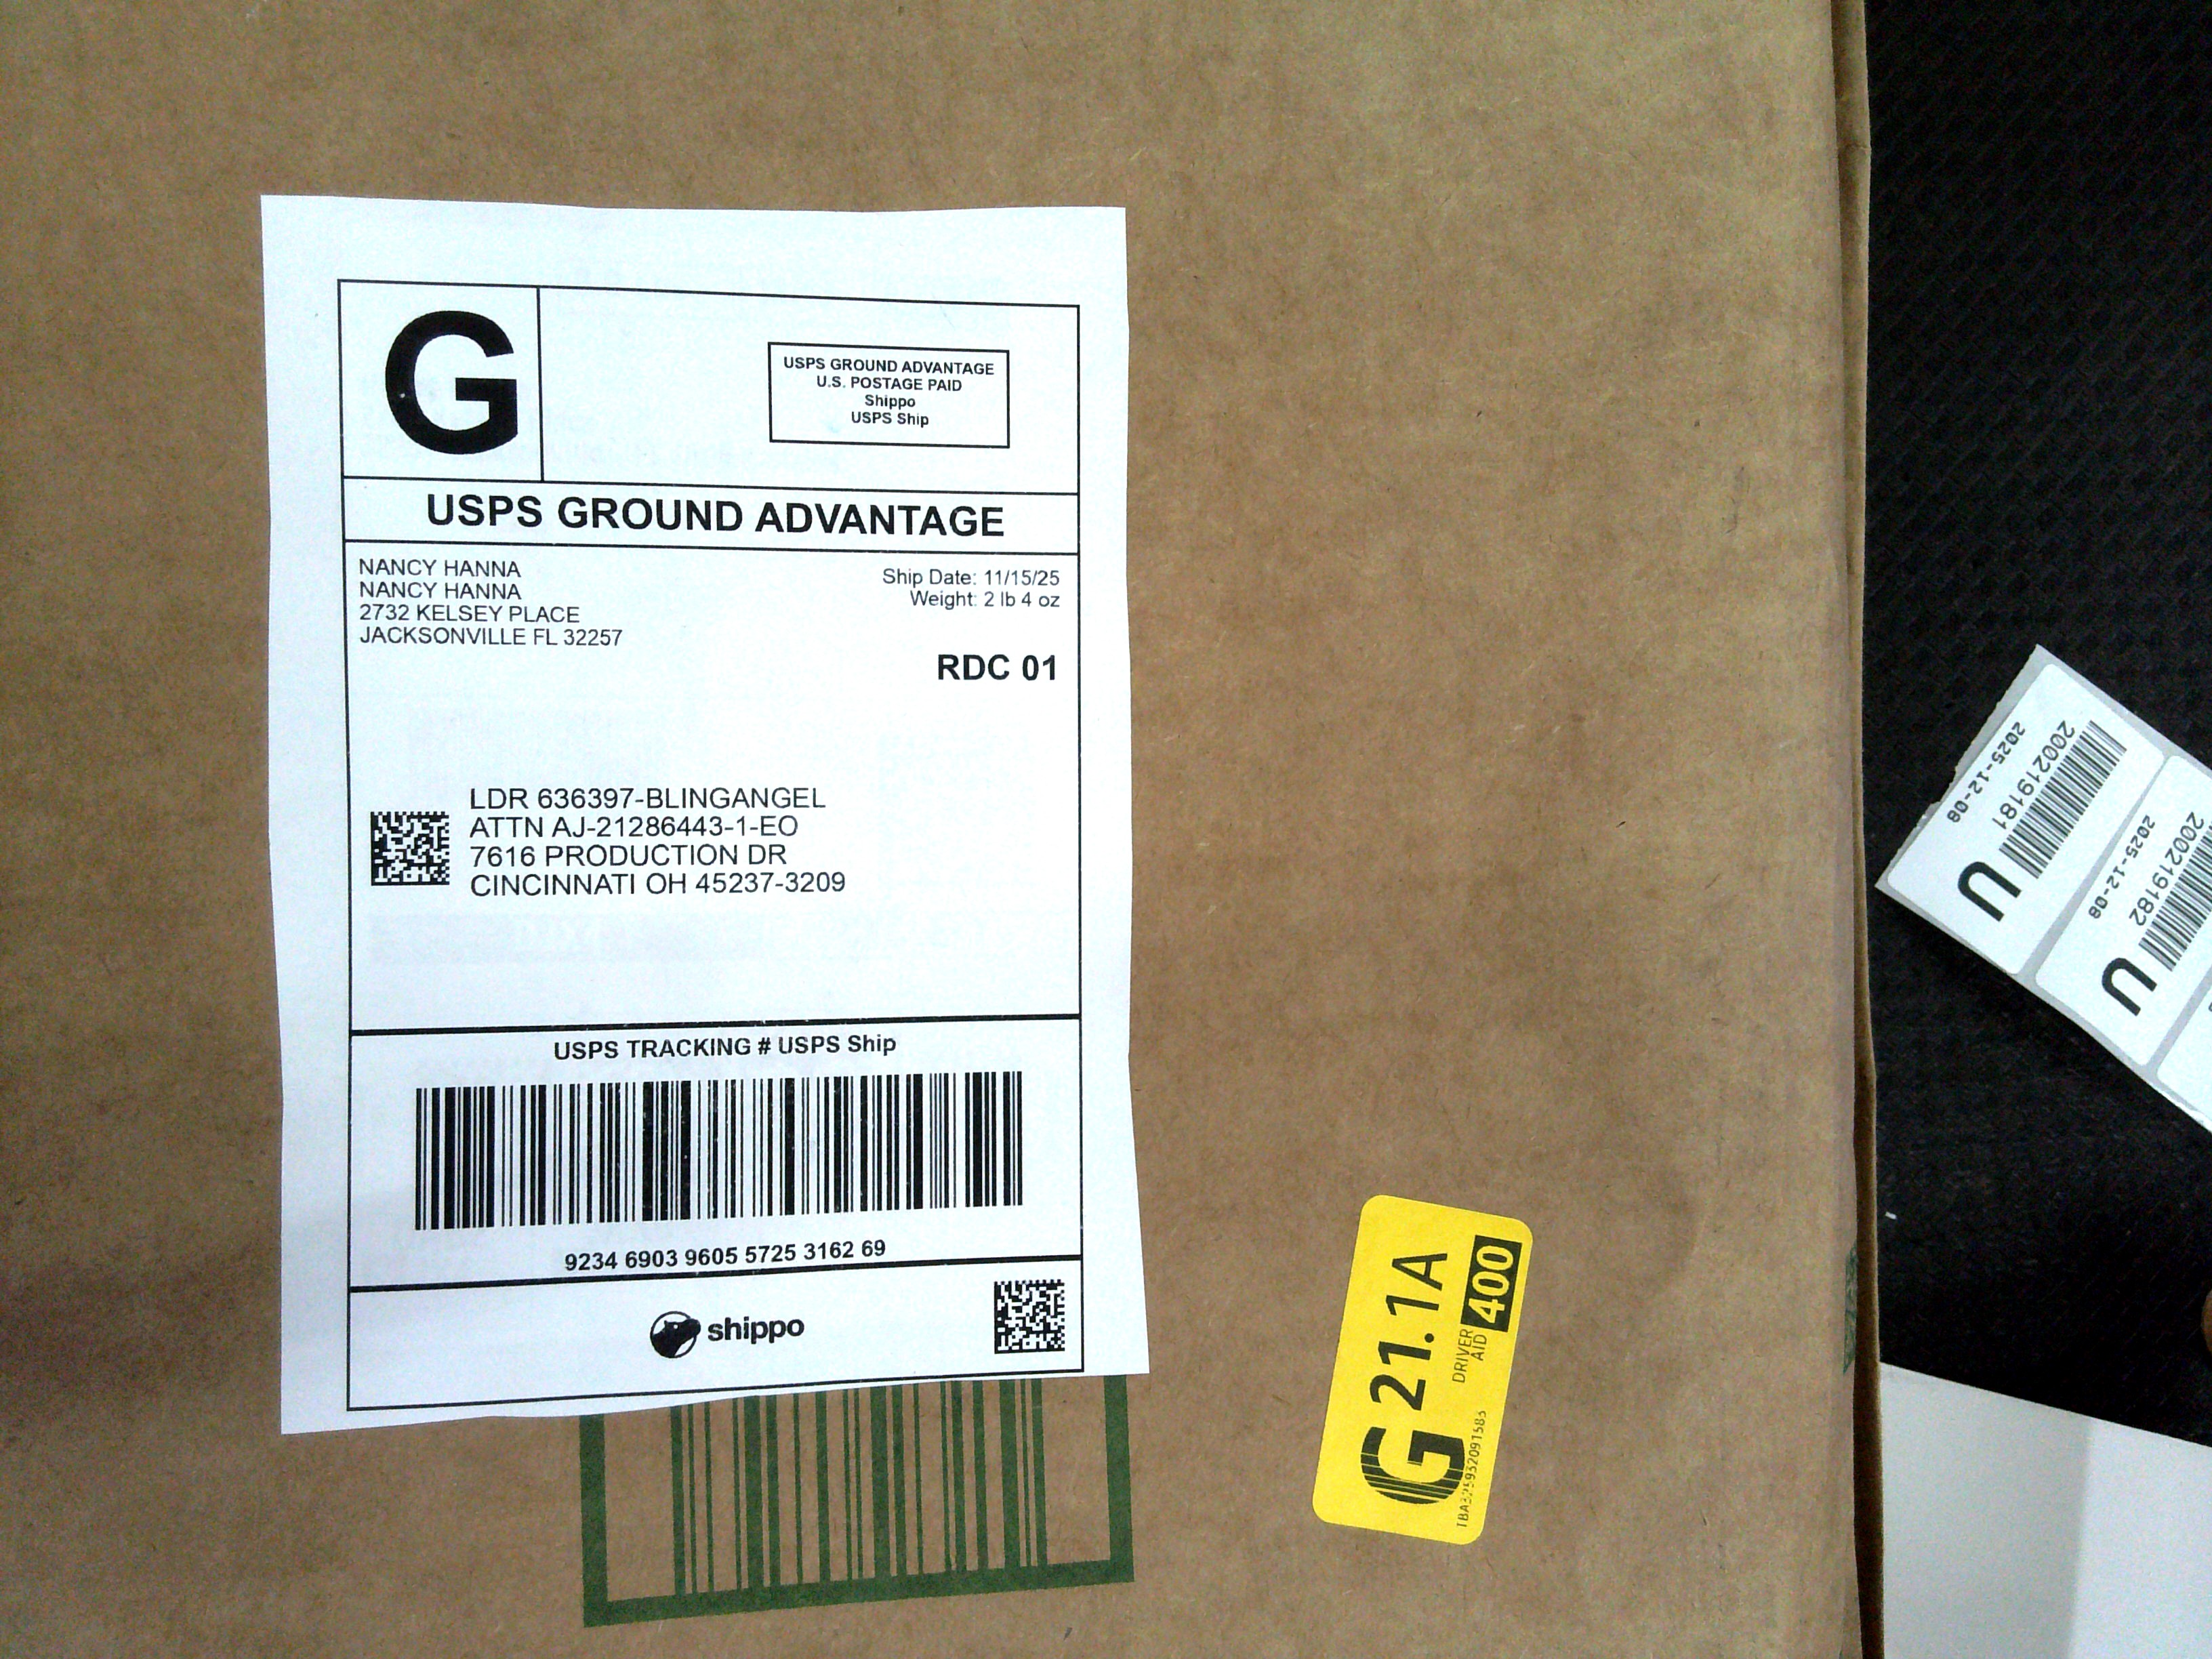 G
USPS GROUND ADVANTAGE
U.S. POSTAGE PAID
Shippo
USPS Ship
USPS GROUND ADVANTAGE
NANCY HANNA
NANCY HANNA
2732 KELSEY PLACE
JACKSONVILLE FL 32257
Ship Date: 11/15/25
Weight: 2 lb 4 oz
RDC 01
LDR 636397-BLINGANGEL
ATTN AJ-21286443-1-EO
7616 PRODUCTION DR
CINCINNATI OH 45237-3209
USPS TRACKING # USPS Ship
9234 6903 9605 5725 3162 69
shippo
G 21.1A
DRIVER
AID
400
TBA325932091583
2025-12-08
200219181
U
2025-12-08
200219182
U